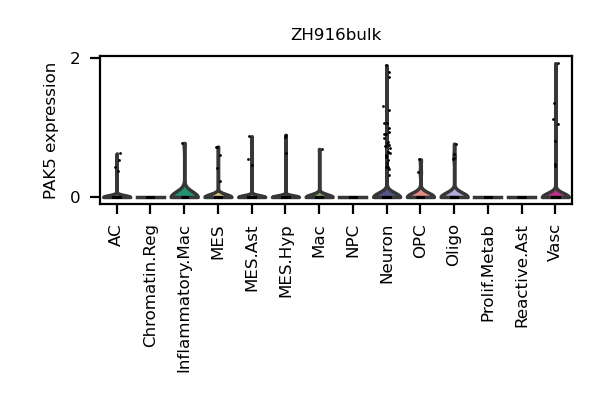 ZH916bulk
PAK5 expression
2
0
AC
Chromatin.Reg
Inflammatory.Mac
MES
MES.Ast
MES.Hyp
Mac
NPC
Neuron
OPC
Oligo
Prolif.Metab
Reactive.Ast
Vasc